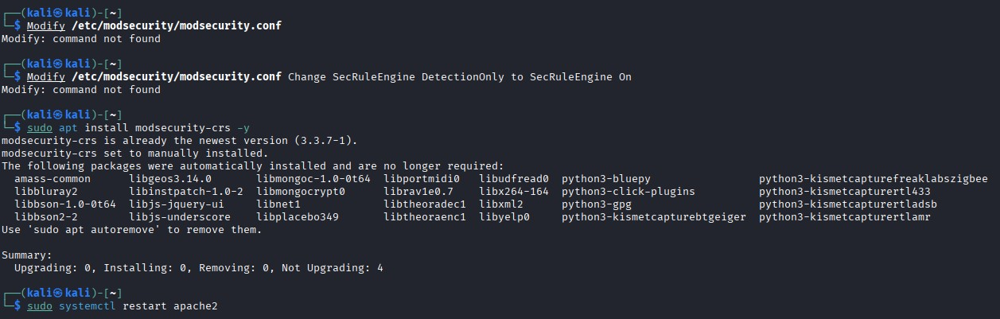 ┌──(kali㉿kali)-[~]
└─$ Modify /etc/modsecurity/modsecurity.conf
Modify: command not found

┌──(kali㉿kali)-[~]
└─$ Modify /etc/modsecurity/modsecurity.conf Change SecRuleEngine DetectionOnly to SecRuleEngine On
Modify: command not found

┌──(kali㉿kali)-[~]
└─$ sudo apt install modsecurity-crs -y
modsecurity-crs is already the newest version (3.3.7-1).
modsecurity-crs set to manually installed.
The following packages were automatically installed and are no longer required:
  amass-common      libgeos3.14.0       libmongoc-1.0-0t64  libportmidi0   libudfread0  python3-bluepy                 python3-kismetcapturefreaklabszigbee
  libbluray2        libinstpatch-1.0-2  libmongocrypt0      librav1e0.7    libx264-164  python3-click-plugins          python3-kismetcapturertl433
  libbson-1.0-0t64  libjs-jquery-ui     libnet1             libtheoradec1  libxml2      python3-gpg                    python3-kismetcapturertladsb
  libbson2-2        libjs-underscore    libplacebo349       libtheoraenc1  libyelp0     python3-kismetcapturebtgeiger  python3-kismetcapturertlamr
Use 'sudo apt autoremove' to remove them.

Summary:
  Upgrading: 0, Installing: 0, Removing: 0, Not Upgrading: 4

┌──(kali㉿kali)-[~]
└─$ sudo systemctl restart apache2